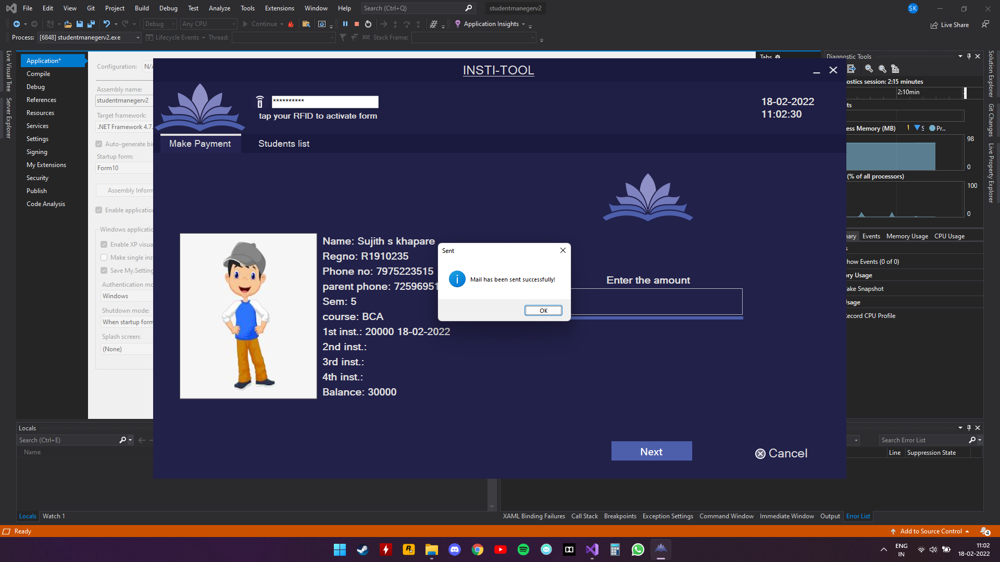 File Edit View Git Project Build Debug Test Analyze Tools Extensions Window Help Search (Ctrl+Q) studentmanegerv2 SK
Debug Any CPU Continue Application Insights Live Share
Process: [6848] studentmanegerv2.exe Lifecycle Events Thread: Stack Frame:
Live Visual Tree
Server Explorer
Application*
Compile
Debug
References
Resources
Services
Settings
Signing
My Extensions
Security
Publish
Code Analysis
Configuration: N/A
Assembly name:
studentmanegerv2
Target framework:
.NET Framework 4.7.
Auto-generate bin
Startup form:
Form10
Assembly Inform
Enable application
Windows applicatio
Enable XP visua
Make single inst
Save My.Setting
Authentication mo
Windows
Shutdown mode:
When startup form
Splash screen:
(None)
INSTI-TOOL
**********
tap your RFID to activate form
18-02-2022
11:02:30
Make Payment Students list
Name: Sujith s khapare
Regno: R1910235
Phone no: 7975223515
parent phone: 72596951
Sem: 5
course: BCA
1st inst.: 20000 18-02-2022
2nd inst.:
3rd inst.:
4th inst.:
Balance: 30000
Sent
Mail has been sent successfully!
OK
Enter the amount
Next
Cancel
Tabs
Diagnostic Tools
ostics session: 2:15 minutes
2:10min
ts
ess Memory (MB) S Pr...
98
0
(% of all processors)
100
0
ary Events Memory Usage CPU Usage
s
how Events (0 of 0)
ory Usage
ake Snapshot
Usage
ecord CPU Profile
Solution Explorer
Git Changes
Live Property Explorer
Locals
Search (Ctrl+E)
Name
Locals Watch 1
Search Error List
Line Suppression State
XAML Binding Failures Call Stack Breakpoints Exception Settings Command Window Immediate Window Output Error List
Ready
Add to Source Control 4
ENG
IN
11:02
18-02-2022